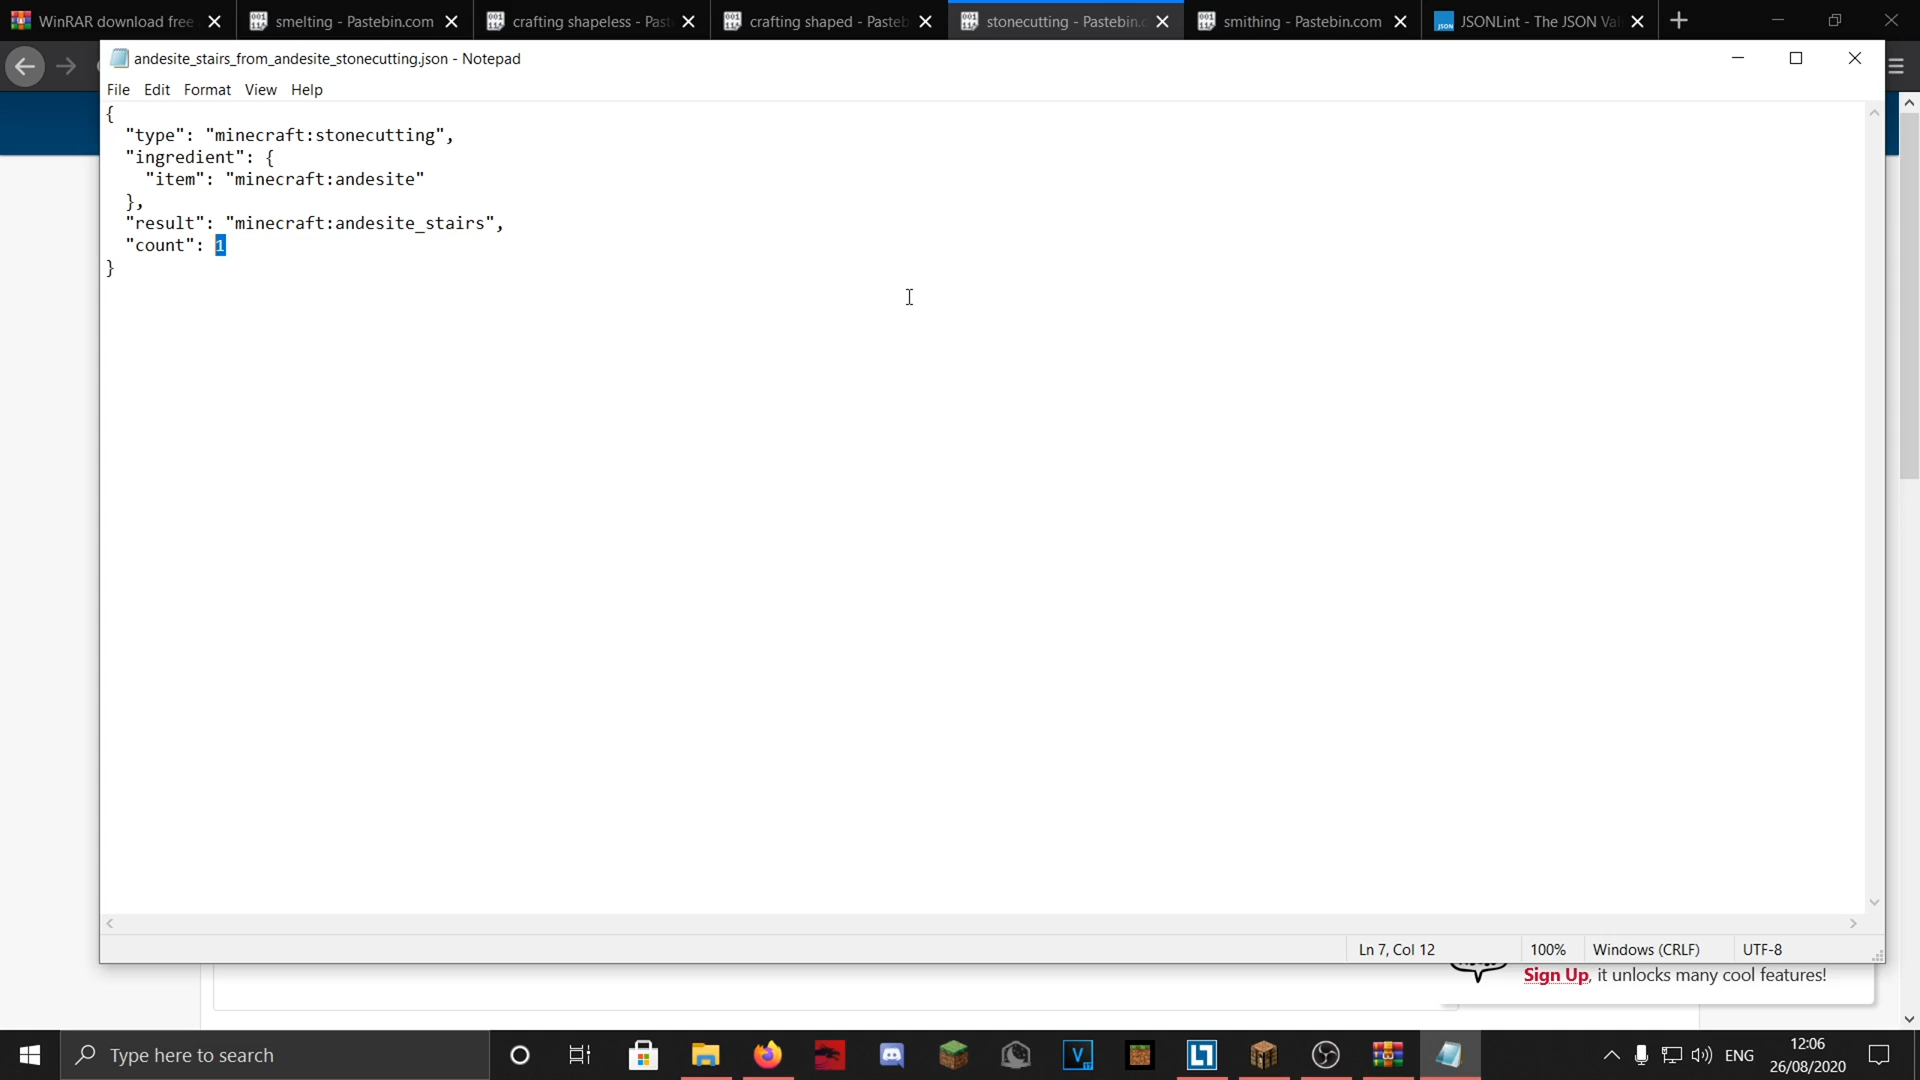 WinRAR download free
smelting - Pastebin.com
crafting shapeless - Past
crafting shaped - Pasteb
stonecutting - Pastebin.c
smithing - Pastebin.com
JSONLint - The JSON Val
andesite_stairs_from_andesite_stonecutting.json - Notepad
File Edit Format View Help
{
"type": "minecraft:stonecutting",
"ingredient": {
"item": "minecraft:andesite"
},
"result": "minecraft:andesite_stairs",
"count": 1
}
Ln 7, Col 12
100%
Windows (CRLF)
UTF-8
Sign Up, it unlocks many cool features!
Type here to search
ENG
12:06
26/08/2020